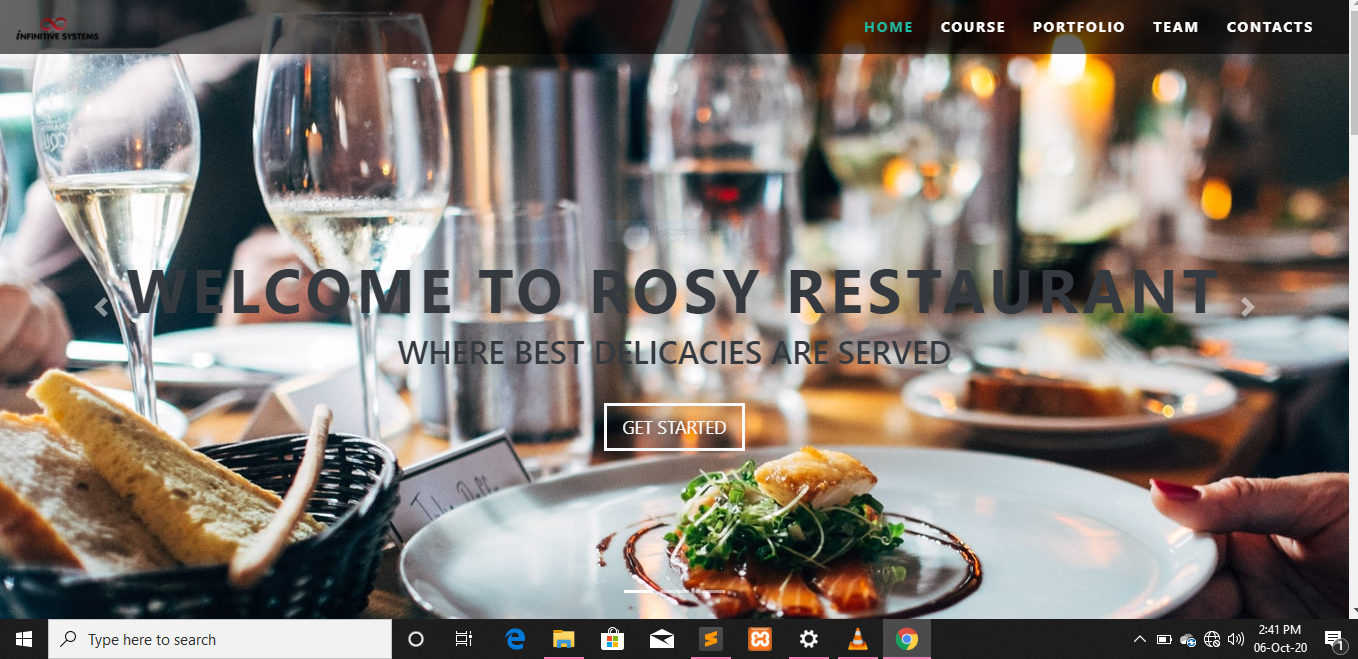 iNFINITIVE SYSTEMS
HOME COURSE PORTFOLIO TEAM CONTACTS
WELCOME TO ROSY RESTAURANT
WHERE BEST DELICACIES ARE SERVED
GET STARTED
Type here to search
2:41 PM
06-Oct-20
1